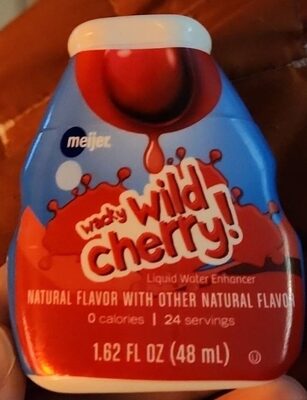 meijer
wacky wild
cherry!
Liquid Water Enhancer
NATURAL FLAVOR WITH OTHER NATURAL FLAVO
0 calories | 24 servings
1.62 FL OZ (48 mL)
U